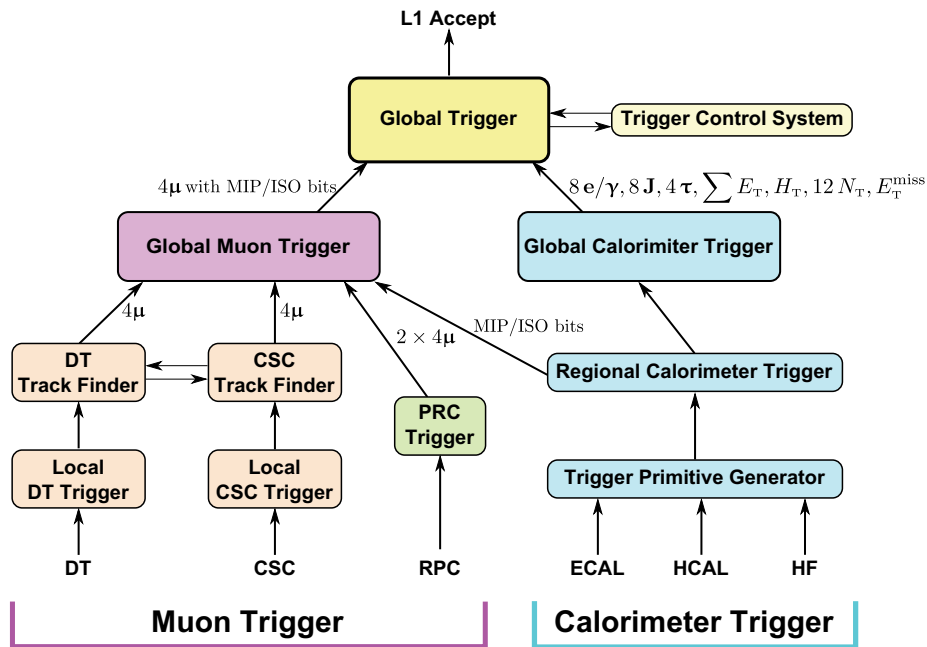 L1 Accept
Global Trigger
Trigger Control System
4μ with MIP/ISO bits
8 e/γ, 8 J, 4 τ, ∑ E_T, H_T, 12 N_T, E_T^miss
Global Muon Trigger
Global Calorimiter Trigger
4μ
4μ
2 × 4μ
MIP/ISO bits
DT
Track Finder
CSC
Track Finder
Regional Calorimeter Trigger
PRC
Trigger
Local
DT Trigger
Local
CSC Trigger
Trigger Primitive Generator
DT
CSC
RPC
ECAL
HCAL
HF
Muon Trigger
Calorimeter Trigger